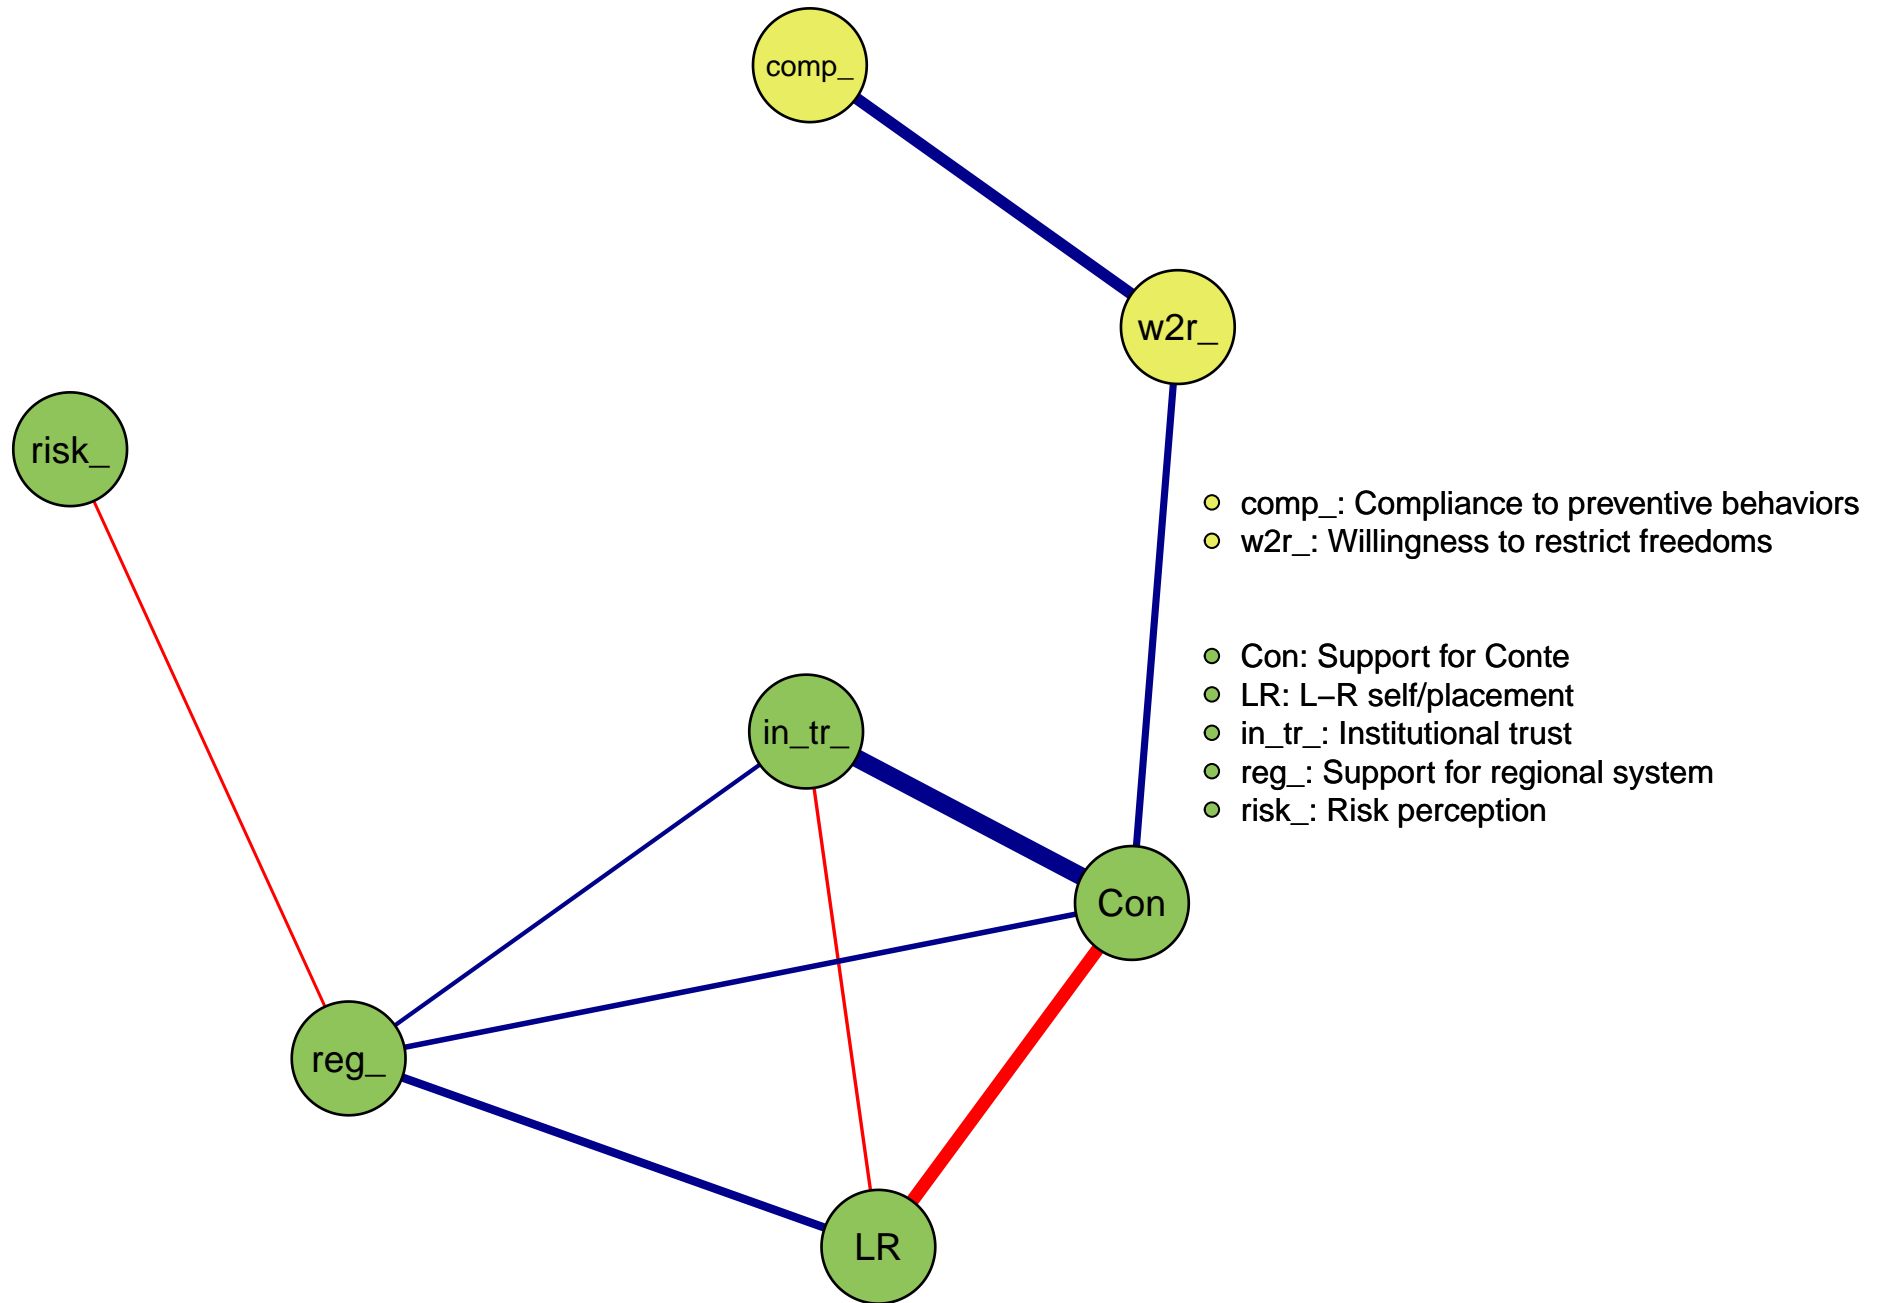 comp_
w2r_
risk_
in_tr_
Con
reg_
LR
comp_: Compliance to preventive behaviors
w2r_: Willingness to restrict freedoms
Con: Support for Conte
LR: L−R self/placement
in_tr_: Institutional trust
reg_: Support for regional system
risk_: Risk perception